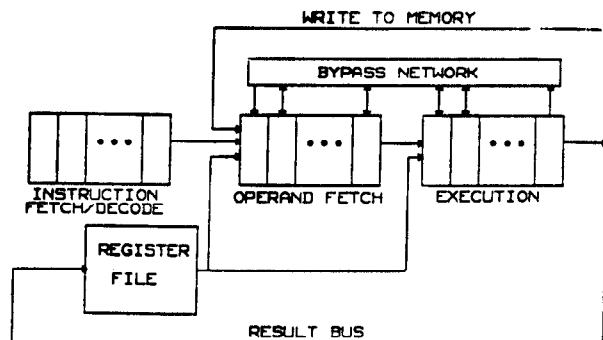 WRITE TO MEMORY
BYPASS NETWORK
INSTRUCTION
FETCH/DECODE
OPERAND FETCH
EXECUTION
REGISTER
FILE
RESULT BUS